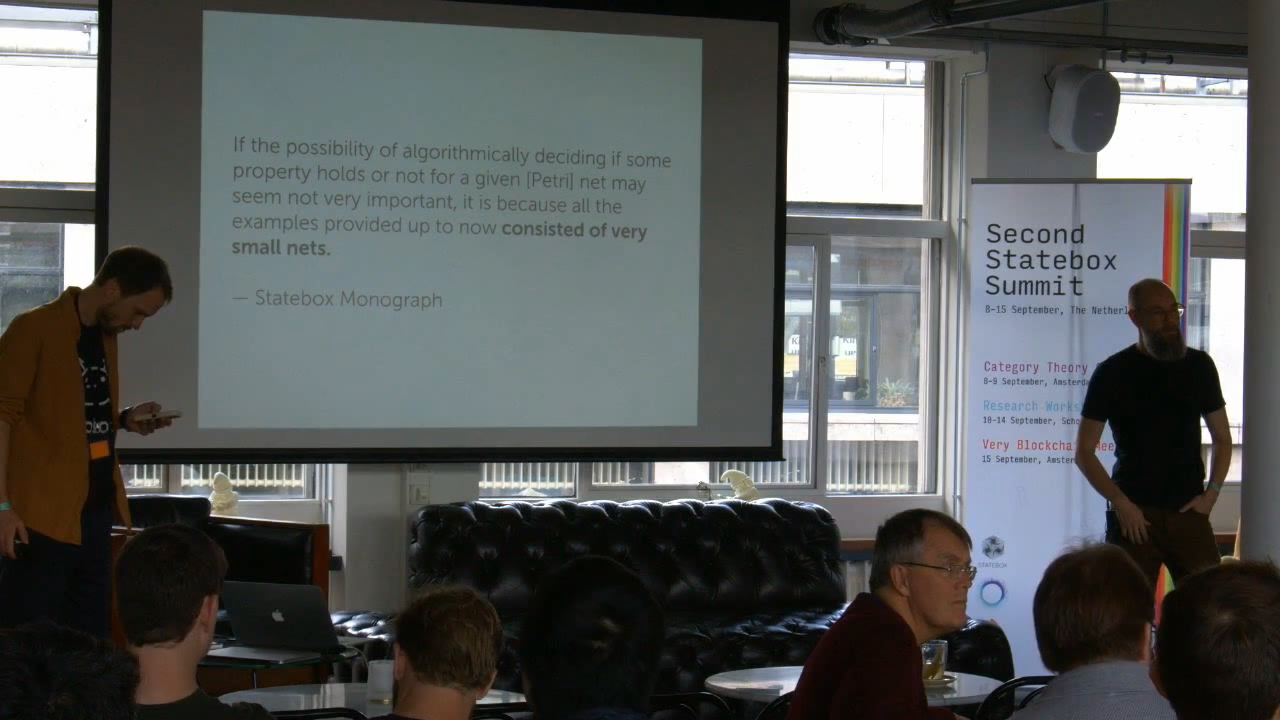 If the possibility of algorithmically deciding if some
property holds or not for a given [Petri] net may
seem not very important, it is because all the
examples provided up to now consisted of very
small nets.
— Statebox Monograph
Second
Statebox
Summit
8-15 September, The Netherl
Category Theory
8-9 September, Amsterda
Research Works
10-14 September, Scho
Very Blockchai
15 September, Amster
STATEBOX